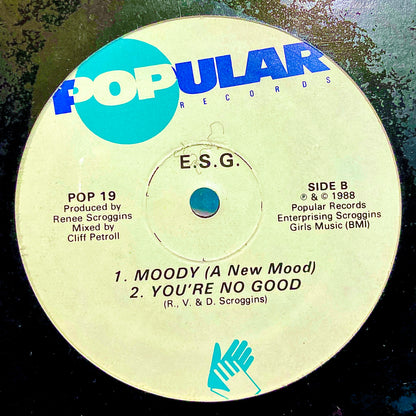 POPULAR
RECORDS
E.S.G.
POP 19
Produced by
Renee Scroggins
Mixed by
Cliff Petroll
SIDE B
℗ & © 1988
Popular Records
Enterprising Scroggins
Girls Music (BMI)
1. MOODY (A New Mood)
2. YOU'RE NO GOOD
(R., V. & D. Scroggins)